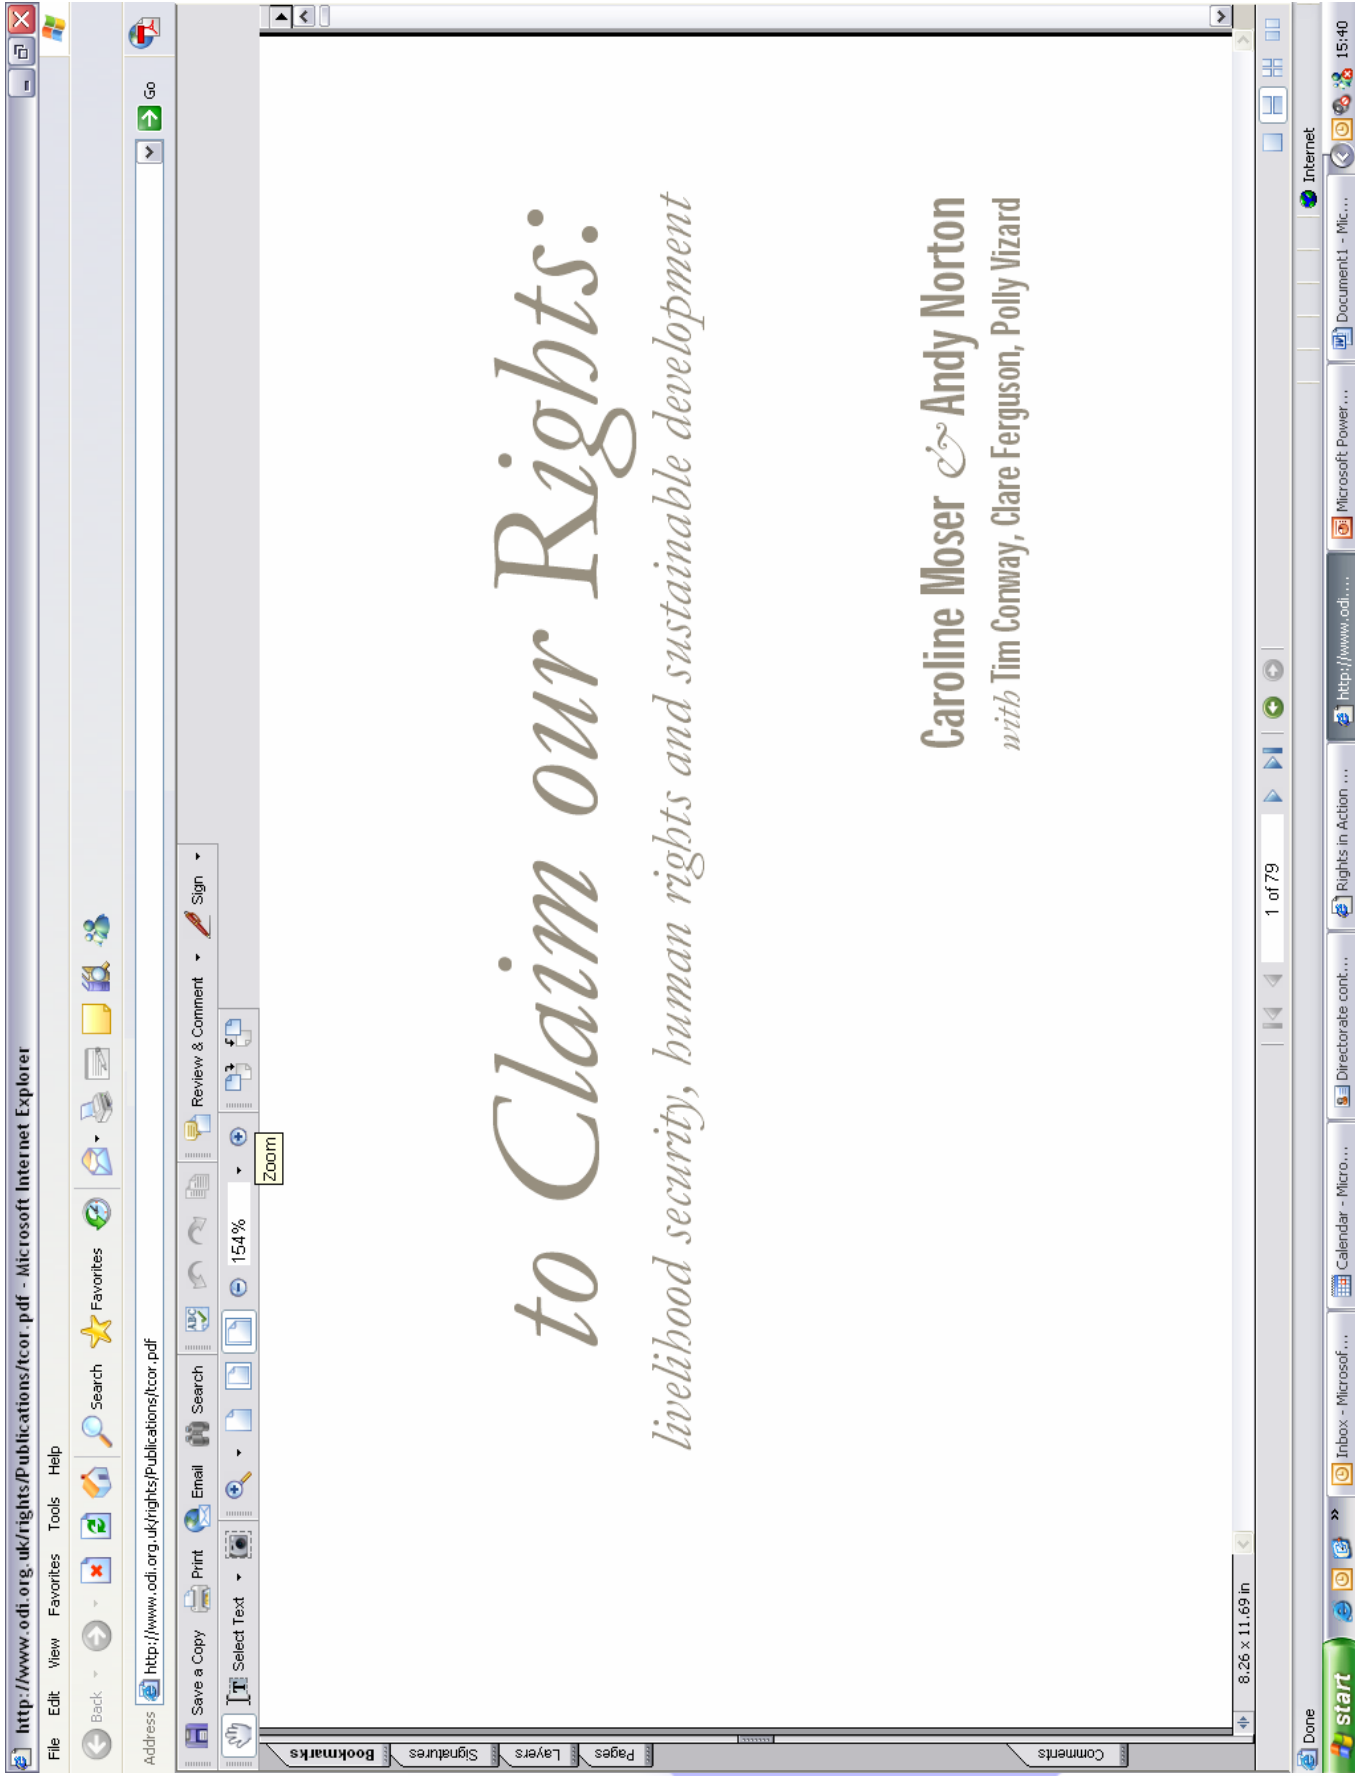 http://www.odi.org.uk/rights/Publications/tcor.pdf - Microsoft Internet Explorer
File Edit View Favorites Tools Help
Back Search Favorites
Address http://www.odi.org.uk/rights/Publications/tcor.pdf Go
Save a Copy Print Email Search Review & Comment Sign
Select Text 154%
Zoom
Bookmarks
Signatures
Layers
Pages
Comments
to Claim our Rights:
livelihood security, human rights and sustainable development
Caroline Moser & Andy Norton
with Tim Conway, Clare Ferguson, Polly Vizard
8.26 x 11.69 in
1 of 79
Done Internet
start Inbox - Microsof... Calendar - Micro... Directorate cont... Rights in Action ... http://www.odi.... Microsoft Power... Document1 - Mic... 15:40